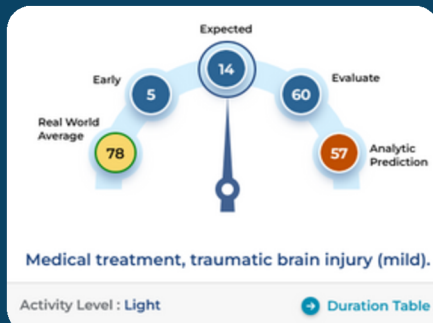 Expected
14
Early
5
Evaluate
60
Real World
Average
78
Analytic
Prediction
57
Medical treatment, traumatic brain injury (mild).
Activity Level : Light
Duration Table